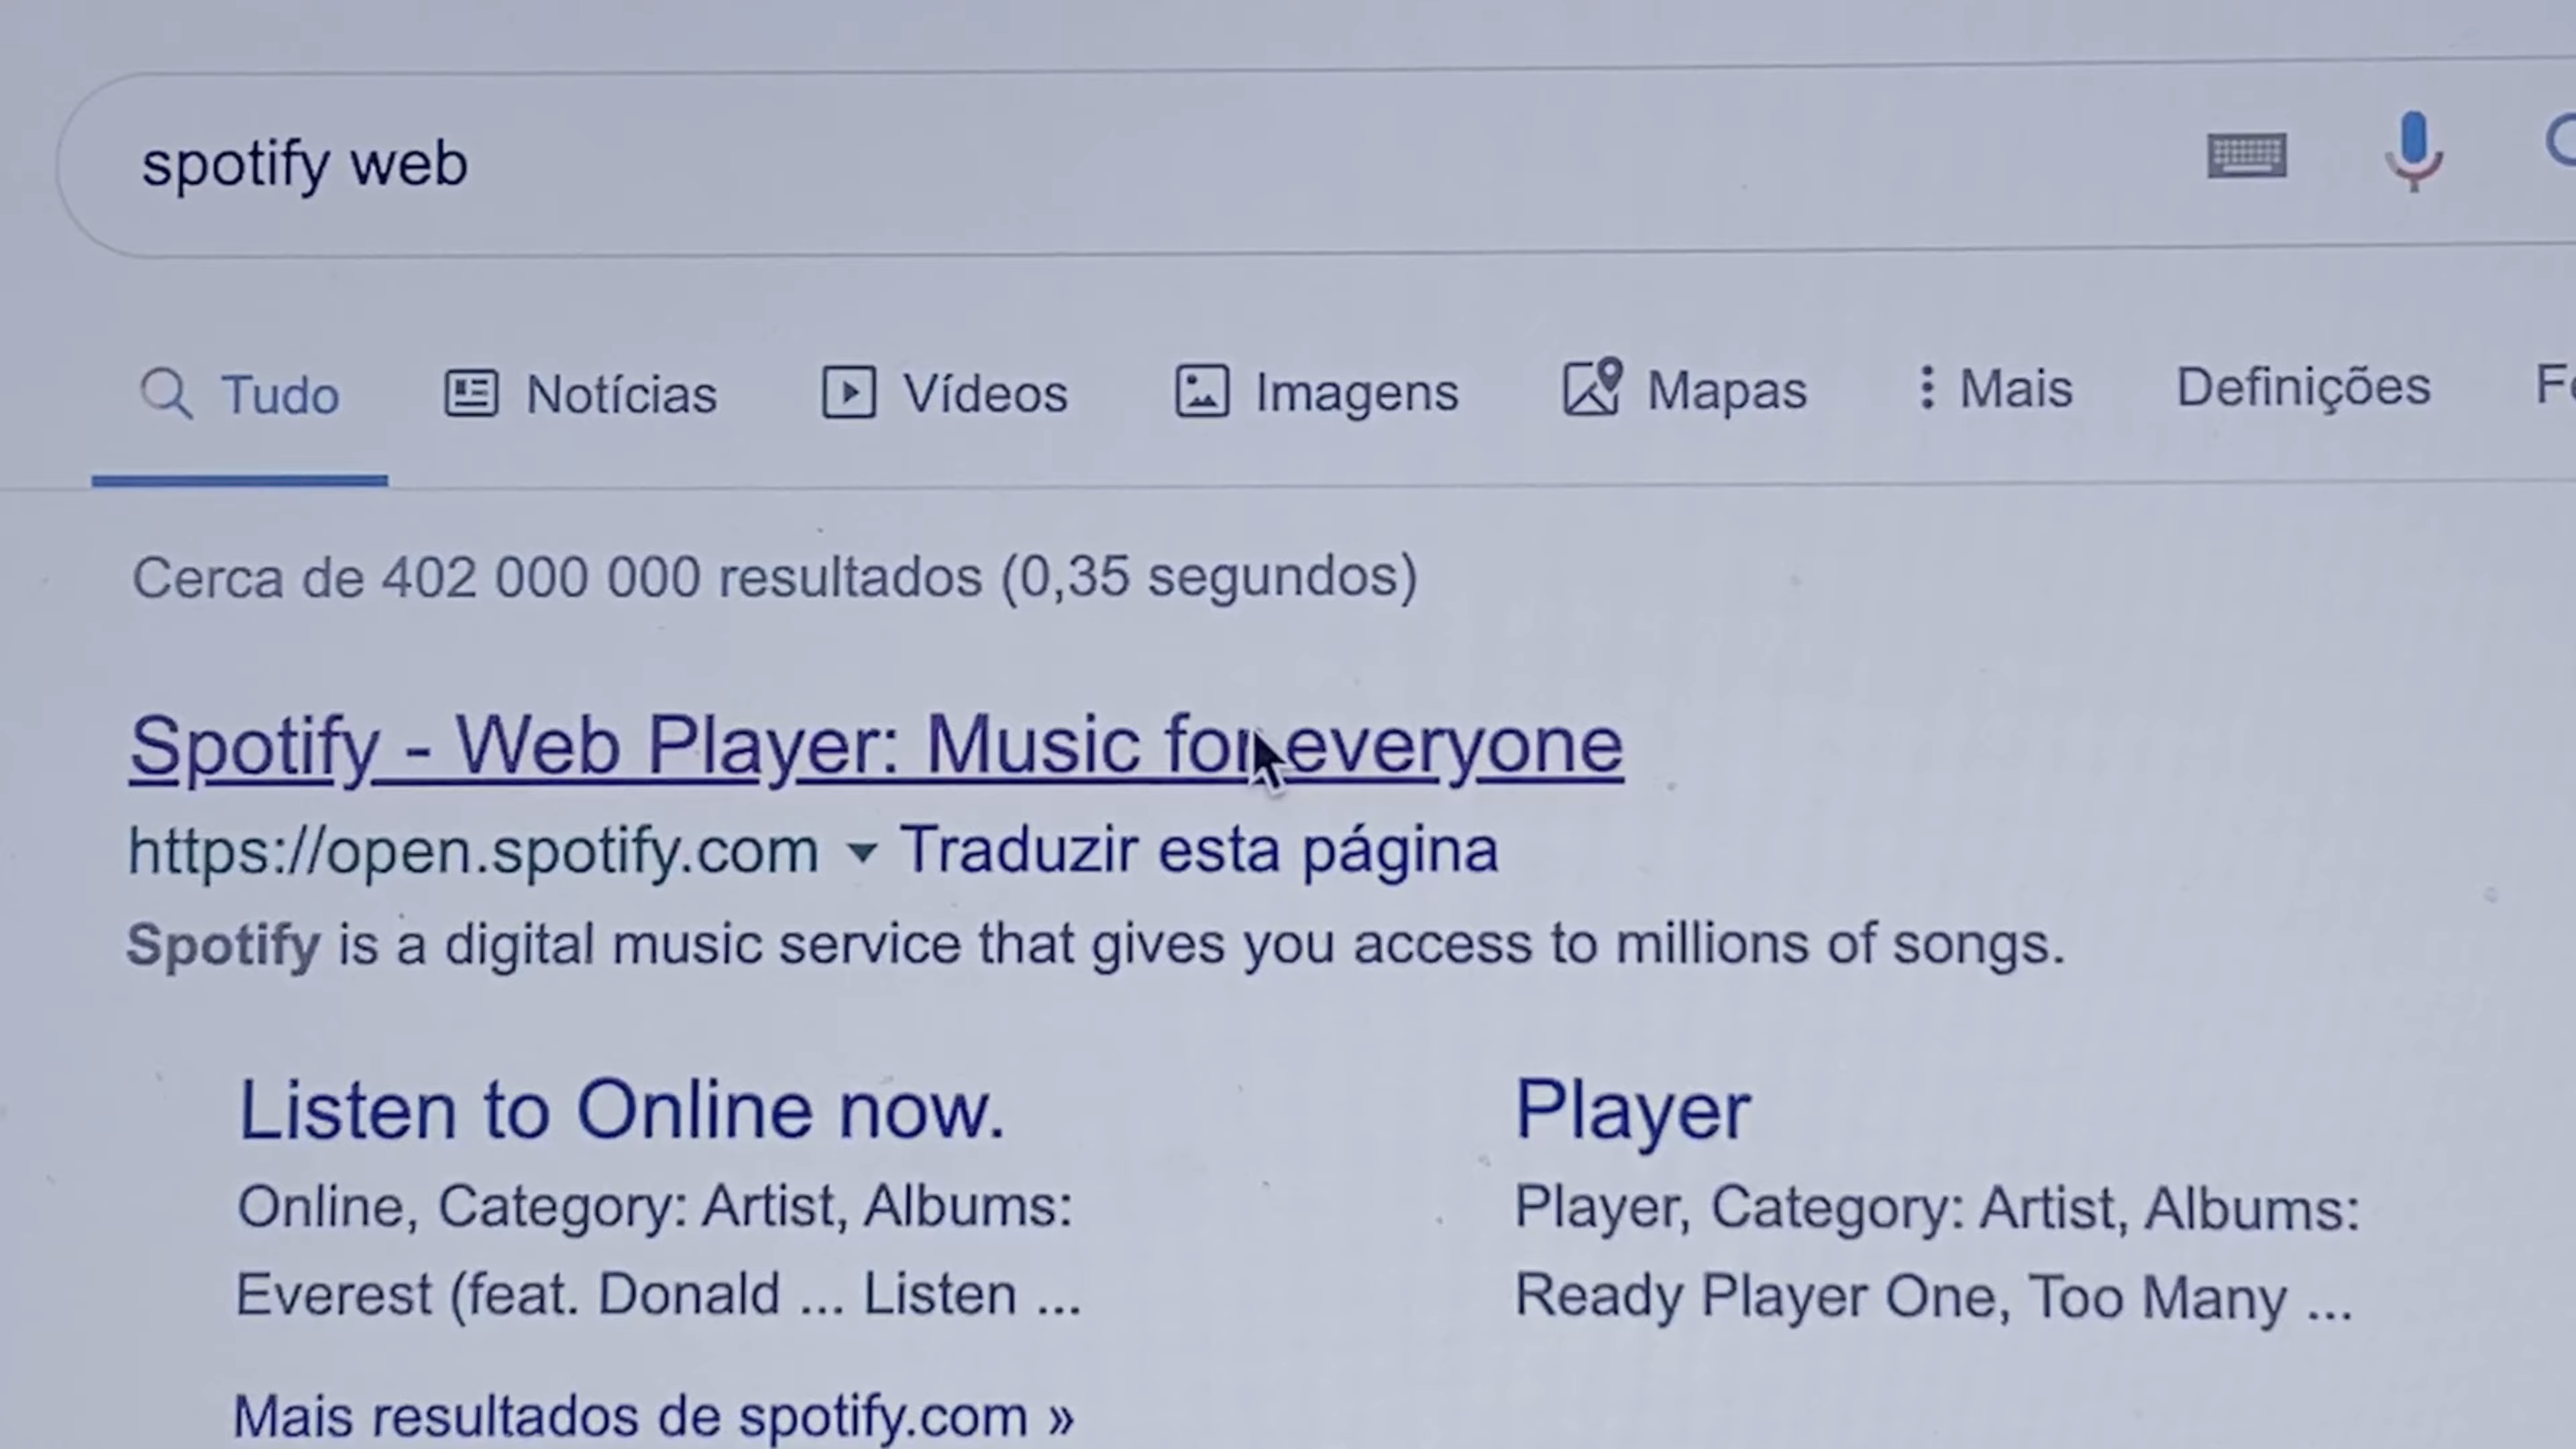 spotify web
Tudo Notícias Vídeos Imagens Mapas Mais Definições
Cerca de 402 000 000 resultados (0,35 segundos)
Spotify - Web Player: Music for everyone
https://open.spotify.com Traduzir esta página
Spotify is a digital music service that gives you access to millions of songs.
Listen to Online now.
Online, Category: Artist, Albums:
Everest (feat. Donald ... Listen ...
Player
Player, Category: Artist, Albums:
Ready Player One, Too Many ...
Mais resultados de spotify.com »